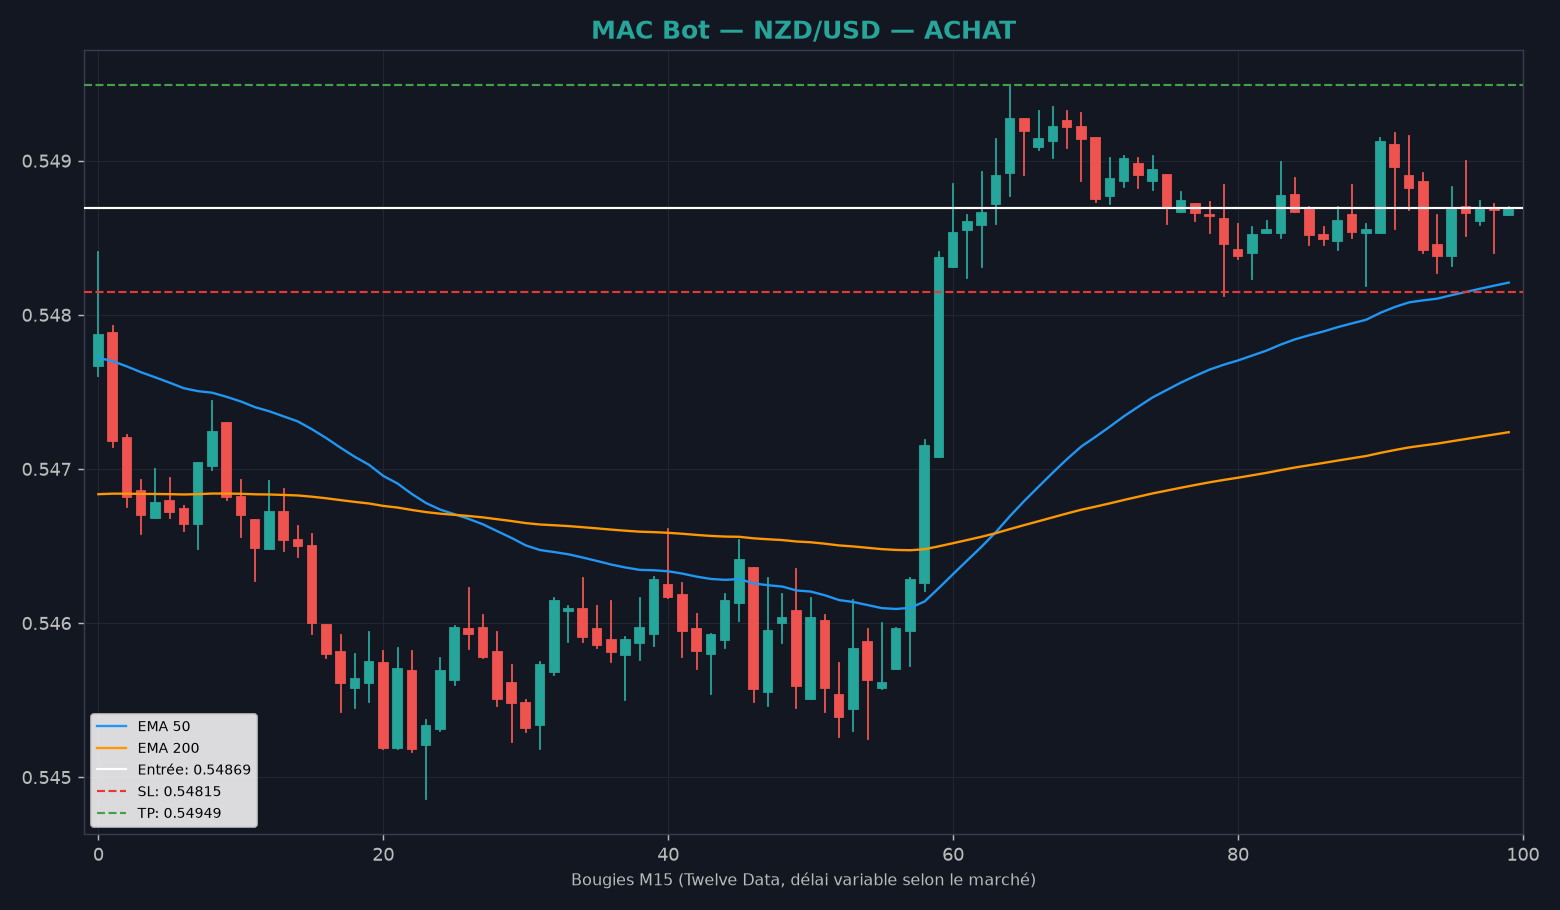 MAC Bot — NZD/USD — ACHAT
0.549
0.548
0.547
0.546
0.545
EMA 50
EMA 200
Entrée: 0.54869
SL: 0.54815
TP: 0.54949
0 20 40 60 80 100
Bougies M15 (Twelve Data, délai variable selon le marché)